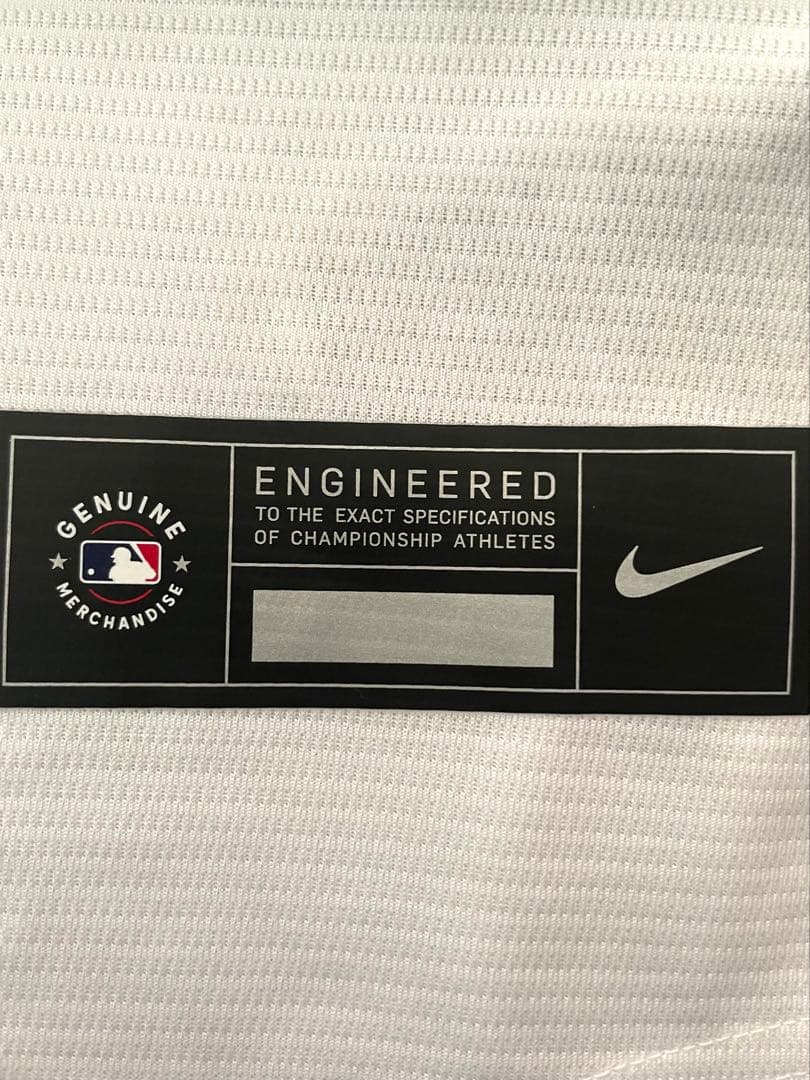 GENUINE
MERCHANDISE
ENGINEERED
TO THE EXACT SPECIFICATIONS
OF CHAMPIONSHIP ATHLETES